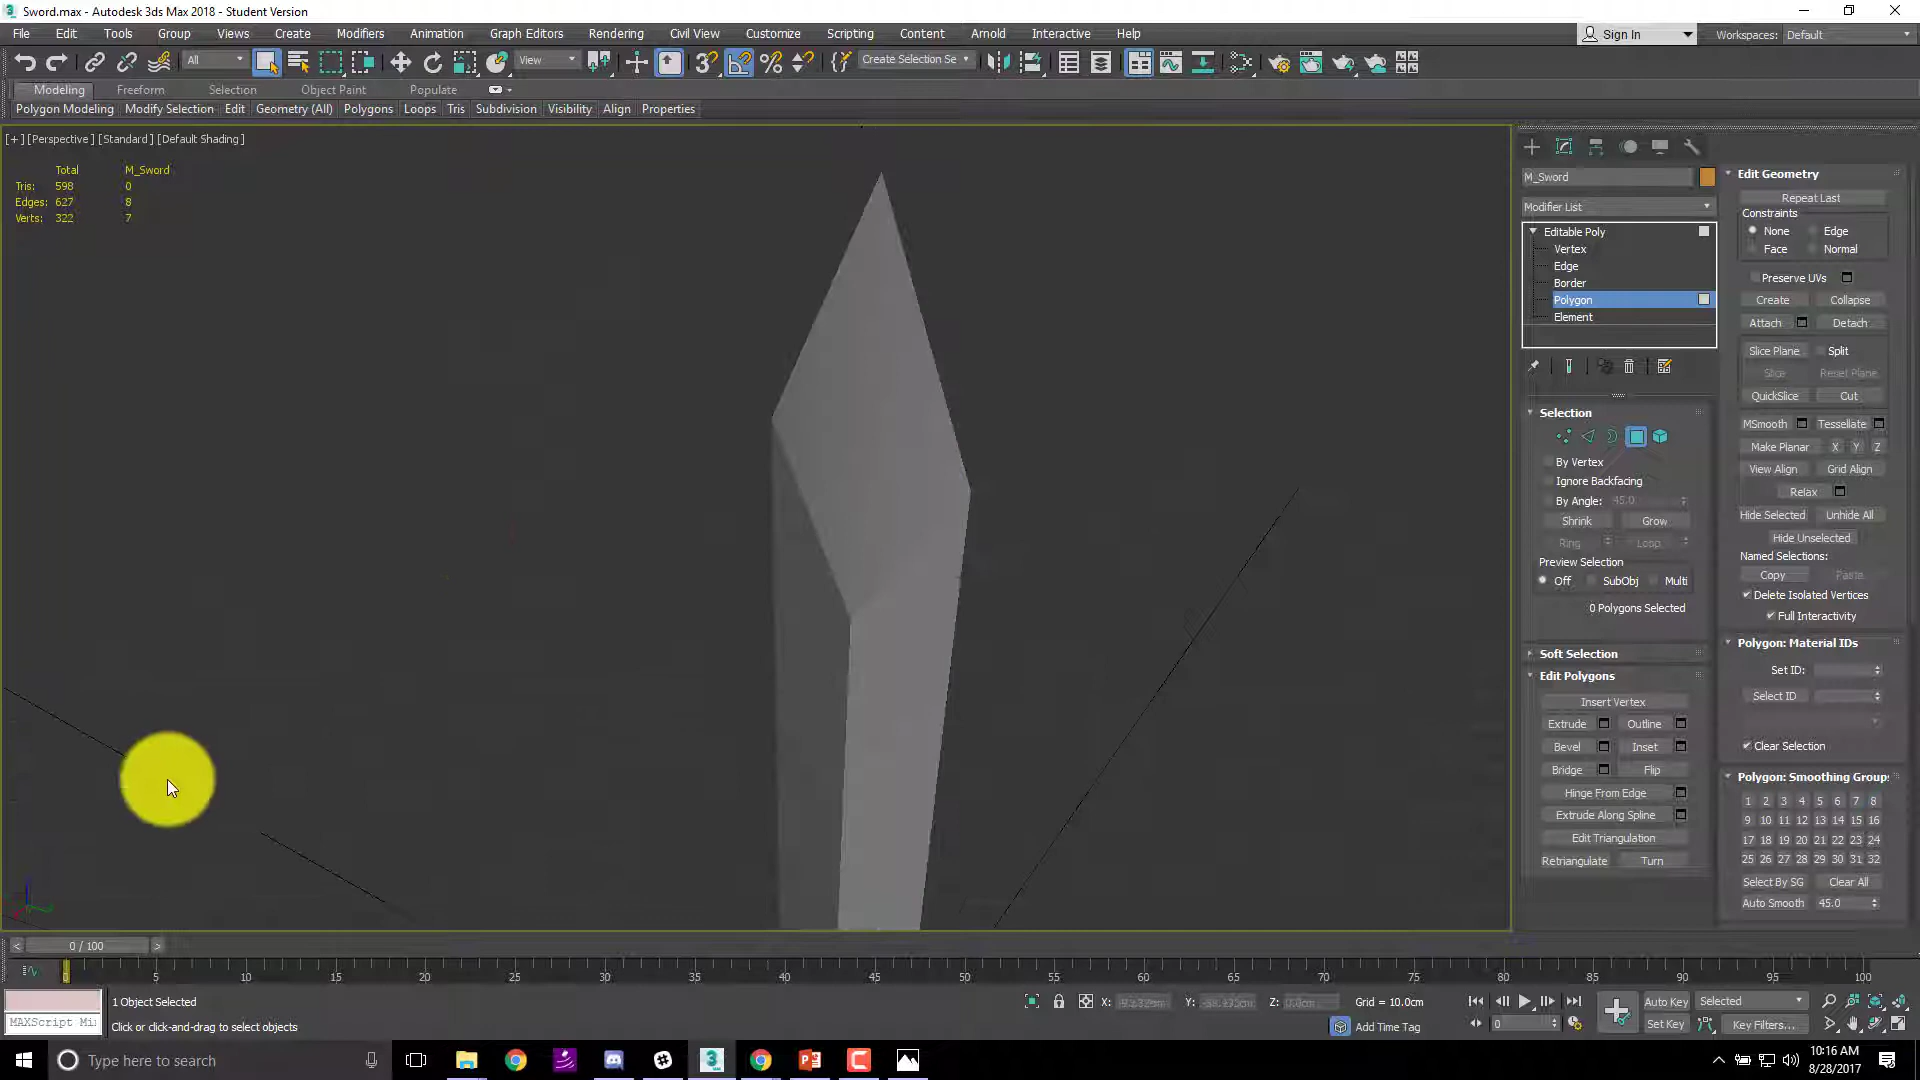 Sword.max - Autodesk 3ds Max 2018 - Student Version
File Edit Tools Group Views Create Modifiers Animation Graph Editors Rendering Civil View Customize Scripting Content Arnold Interactive Help
Sign In
Workspaces: Default
All
View
Create Selection Se
Modeling Freeform Selection Object Paint Populate
Polygon Modeling Modify Selection Edit Geometry (All) Polygons Loops Tris Subdivision Visibility Align Properties
[+] [Perspective] [Standard] [Default Shading]
Total M_Sword
Tris: 598 0
Edges: 627 8
Verts: 322 7
M_Sword
Modifier List
Editable Poly
Vertex
Edge
Border
Polygon
Element
Selection
By Vertex
Ignore Backfacing
By Angle: 45.0
Shrink Grow
Ring Loop
Preview Selection
Off SubObj Multi
0 Polygons Selected
Soft Selection
Edit Polygons
Insert Vertex
Extrude Outline
Bevel Inset
Bridge Flip
Hinge From Edge
Extrude Along Spline
Edit Triangulation
Retriangulate Turn
Edit Geometry
Repeat Last
Constraints
None Edge
Face Normal
Preserve UVs
Create Collapse
Attach Detach
Slice Plane Split
Slice Reset Plane
QuickSlice Cut
MSmooth Tessellate
Make Planar X Y Z
View Align Grid Align
Relax
Hide Selected Unhide All
Hide Unselected
Named Selections:
Copy Paste
Delete Isolated Vertices
Full Interactivity
Polygon: Material IDs
Set ID:
Select ID
Clear Selection
Polygon: Smoothing Groups
1 2 3 4 5 6 7 8
9 10 11 12 13 14 15 16
17 18 19 20 21 22 23 24
25 26 27 28 29 30 31 32
Select By SG Clear All
Auto Smooth 45.0
< 0 / 100 >
0 5 10 15 20 25 30 35 40 45 50 55 60 65 70 75 80 85 90 95 100
1 Object Selected
X: Y: Z: 0.0cm Grid = 10.0cm
Auto Key Selected
MAXScript Mi
Click or click-and-drag to select objects
Add Time Tag
0
Set Key Key Filters...
Type here to search
10:16 AM
8/28/2017